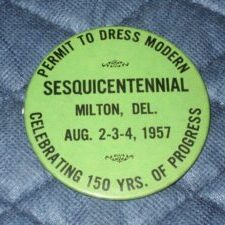 PERMIT TO DRESS MODERN
SESQUICENTENNIAL
MILTON, DEL.
AUG. 2-3-4, 1957
CELEBRATING 150 YRS. OF PROGRESS